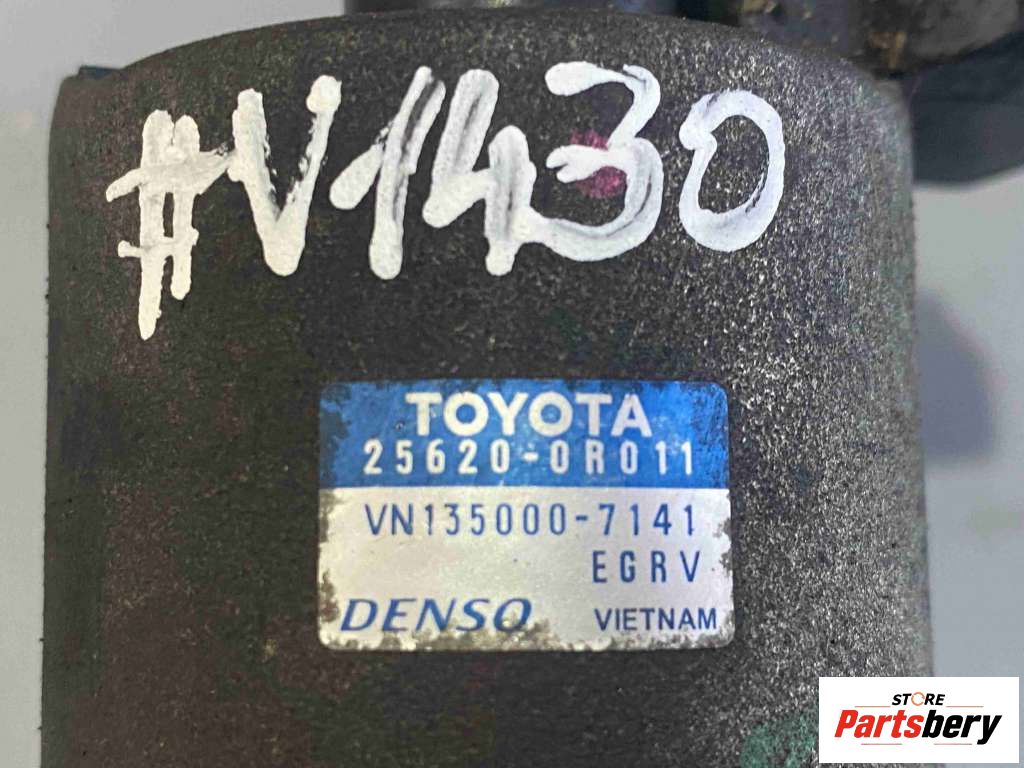 #V1430
TOYOTA
25620-0R011
VN135000-7141
EGRV
DENSO VIETNAM
STORE
Partsbery